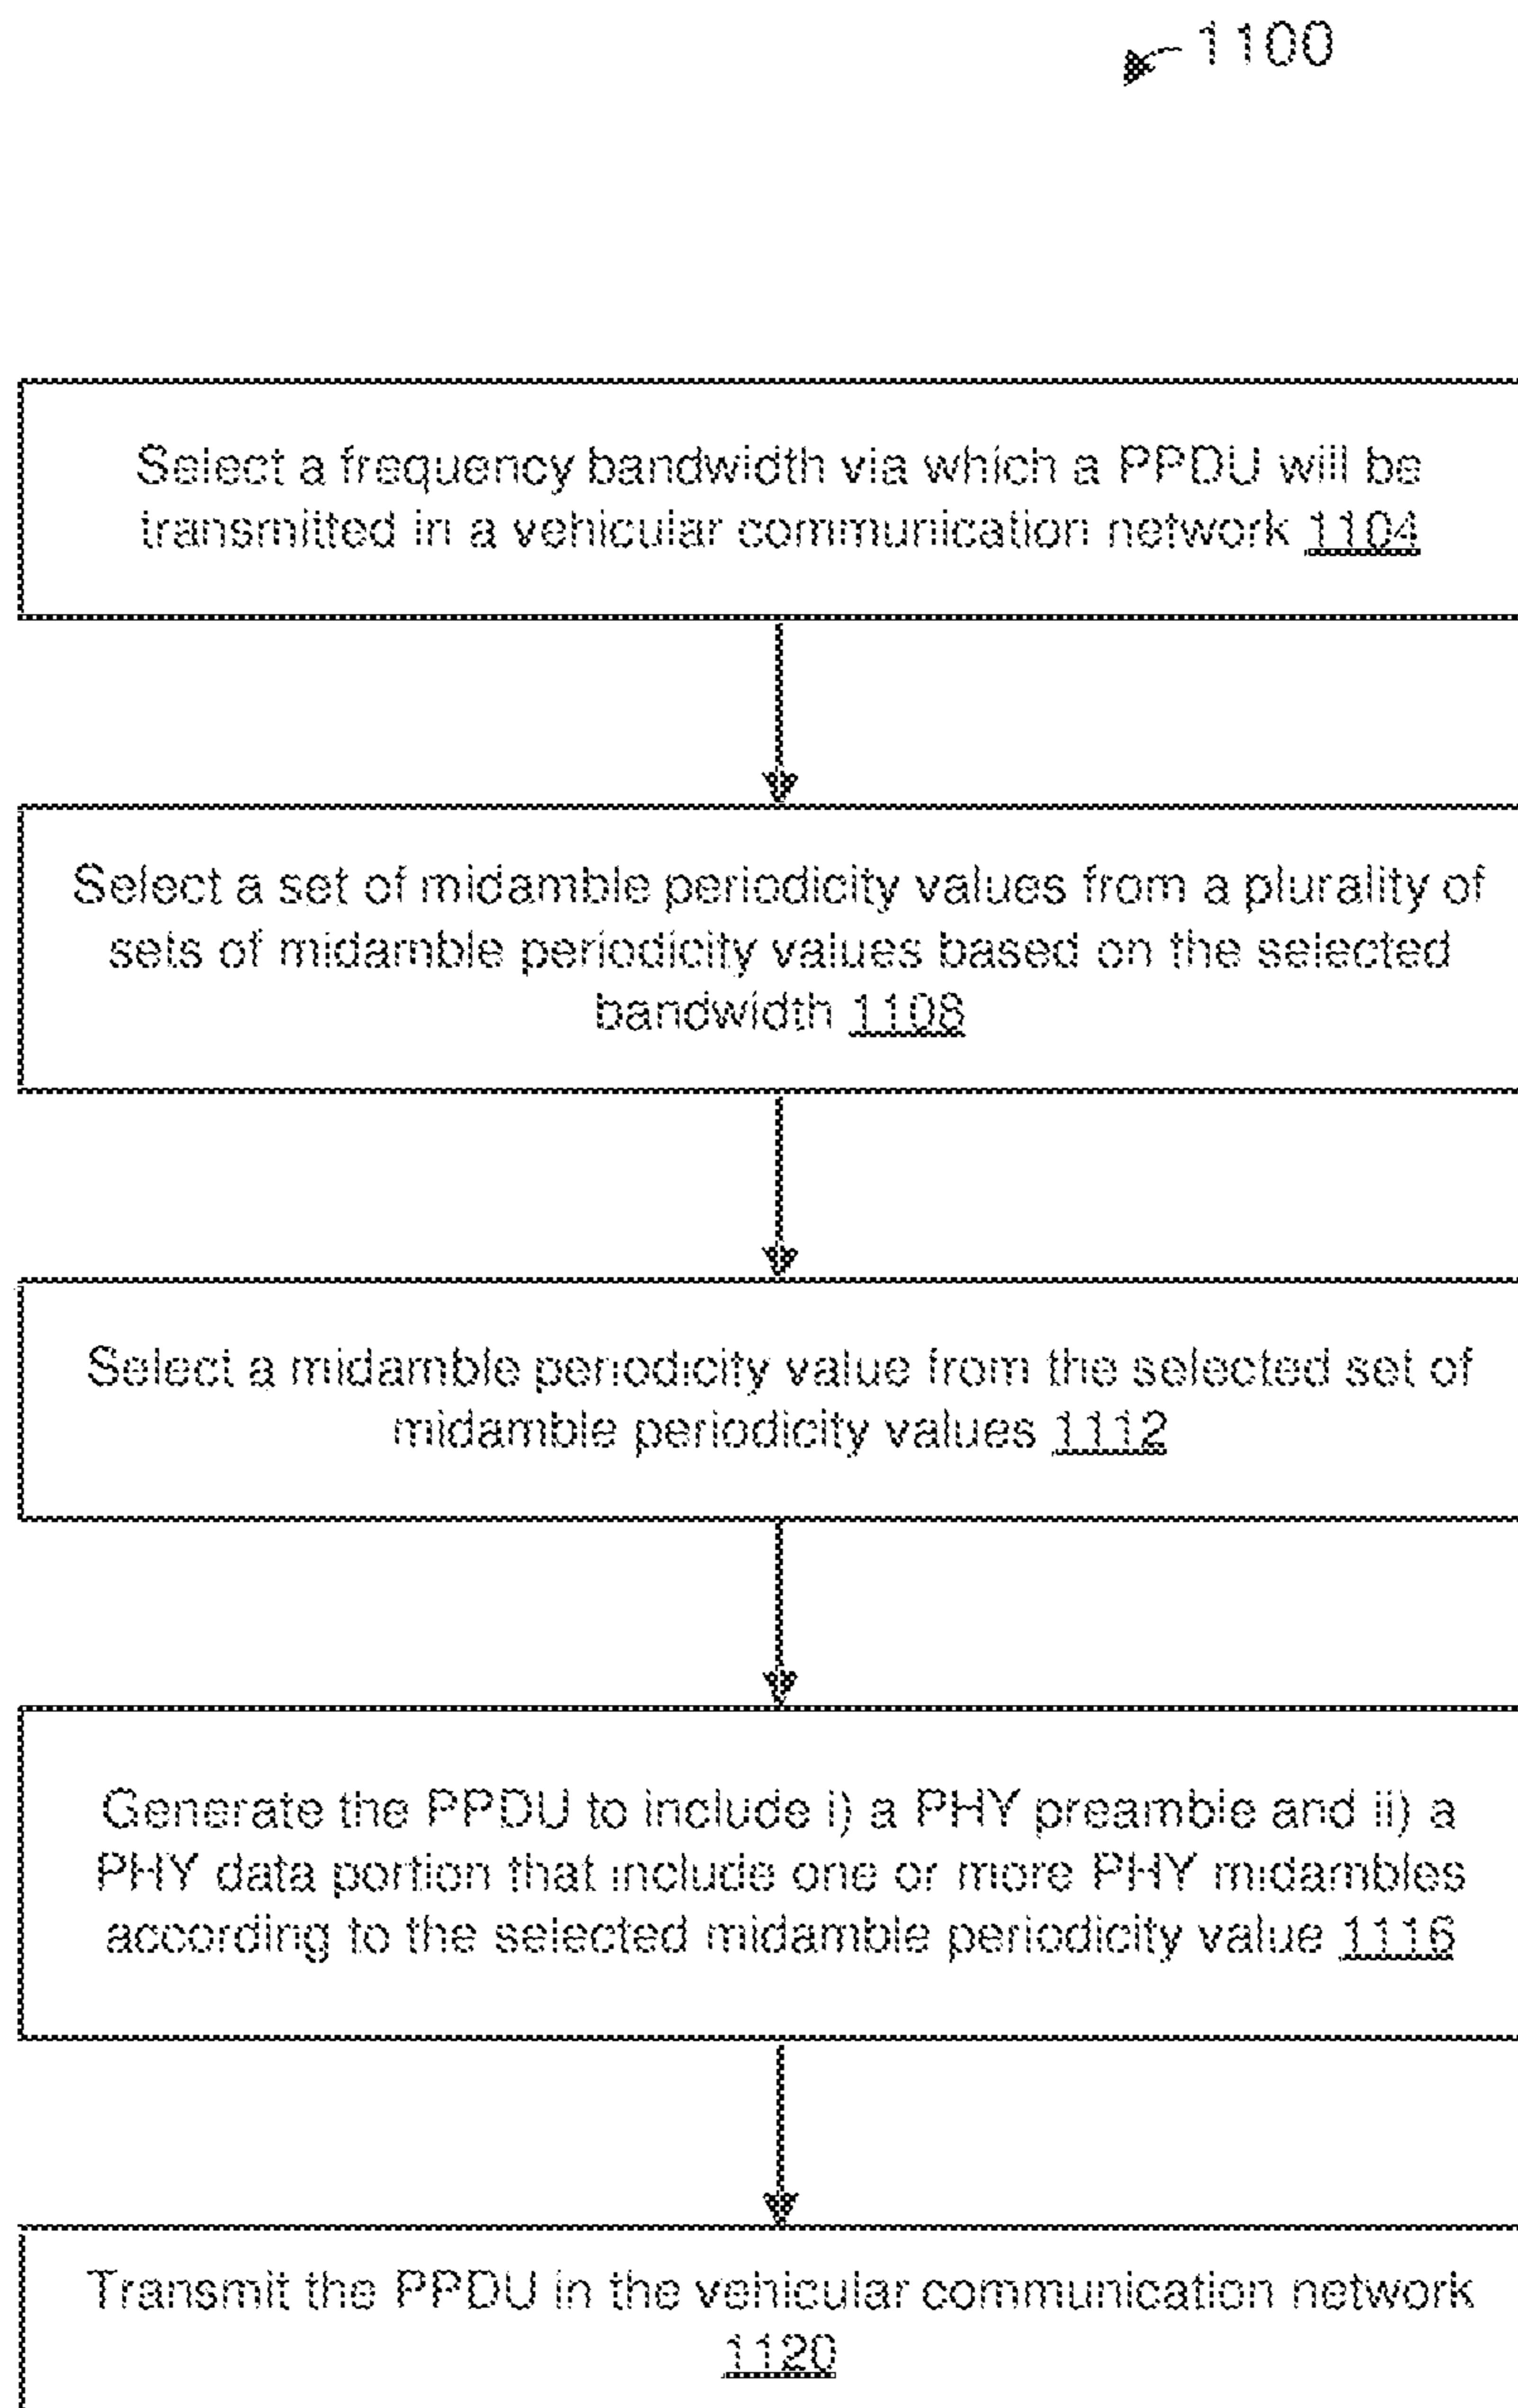 1100
Select a frequency bandwidth via which a PPDU will be
transmitted in a vehicular communication network 1104
Select a set of midamble periodicity values from a plurality of
sets of midamble periodicity values based on the selected
bandwidth 1108
Select a midamble periodicity value from the selected set of
midamble periodicity values 1112
Generate the PPDU to include i) a PHY preamble and ii) a
PHY data portion that include one or more PHY midambles
according to the selected midamble periodicity value 1116
Transmit the PPDU in the vehicular communication network
1120